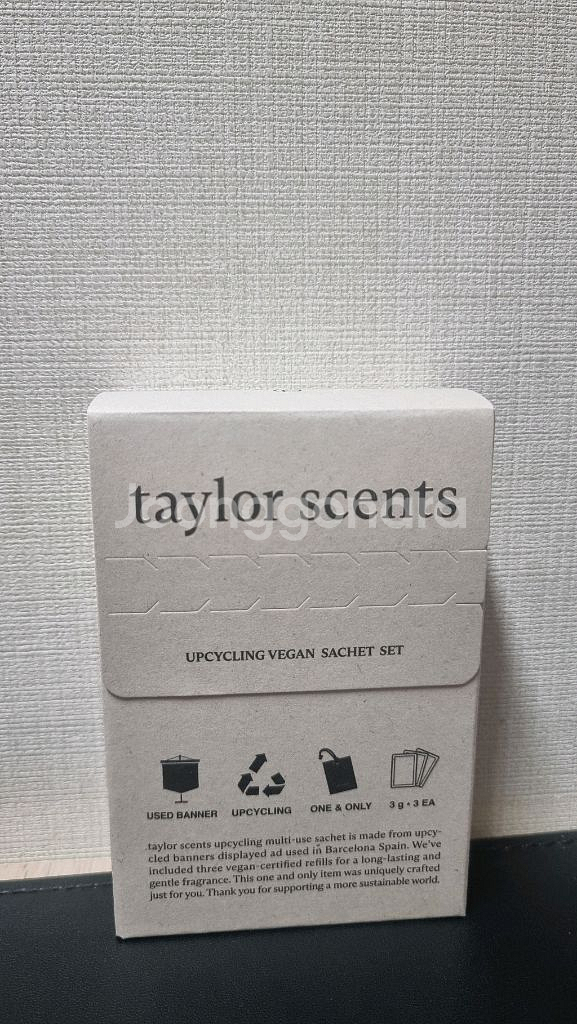 taylor scents
Joonggonara
UPCYCLING VEGAN SACHET SET
USED BANNER UPCYCLING ONE & ONLY 3 g * 3 EA
taylor scents upcycling multi-use sachet is made from upcy-
cled banners displayed ad used in Barcelona Spain. We've
included three vegan-certified refills for a long-lasting and
gentle fragrance. This one and only item was uniquely crafted
just for you. Thank you for supporting a more sustainable world.